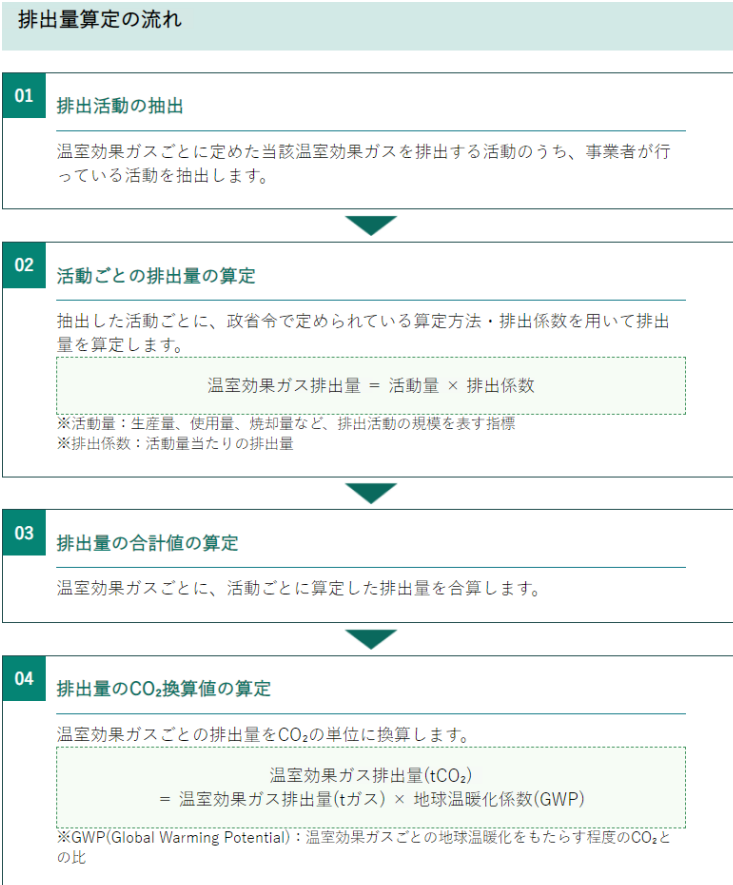 排出量算定の流れ
01
排出活動の抽出
温室効果ガスごとに定めた当該温室効果ガスを排出する活動のうち、事業者が行
っている活動を抽出します。
02
活動ごとの排出量の算定
抽出した活動ごとに、政省令で定められている算定方法・排出係数を用いて排出
量を算定します。
温室効果ガス排出量 ＝ 活動量 × 排出係数
※活動量：生産量、使用量、焼却量など、排出活動の規模を表す指標
※排出係数：活動量当たりの排出量
03
排出量の合計値の算定
温室効果ガスごとに、活動ごとに算定した排出量を合算します。
04
排出量のCO₂換算値の算定
温室効果ガスごとの排出量をCO₂の単位に換算します。
温室効果ガス排出量(tCO₂)
＝ 温室効果ガス排出量(tガス) × 地球温暖化係数(GWP)
※GWP(Global Warming Potential)：温室効果ガスごとの地球温暖化をもたらす程度のCO₂と
の比